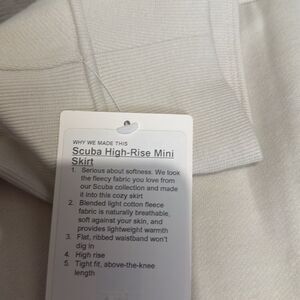 WHY WE MADE THIS
Scuba High-Rise Mini
Skirt
1. Serious about softness. We took
the fleecy fabric you love from
our Scuba collection and made
it into this cozy skirt
2. Blended light cotton fleece
fabric is naturally breathable,
soft against your skin, and
provides lightweight warmth
3. Flat, ribbed waistband won't
dig in
4. High rise
5. Tight fit, above-the-knee
length